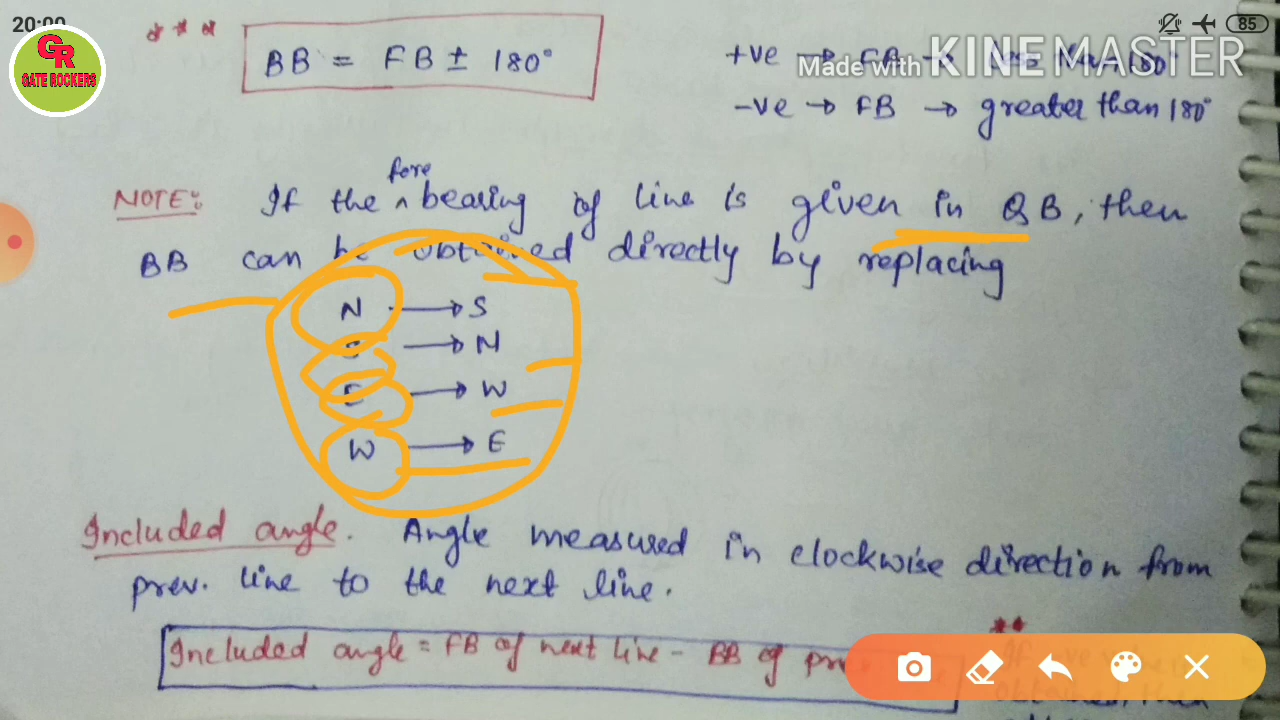 20:00
85
GR
GATE ROCKERS
Made with KINEMASTER
*** BB = FB ± 180°
+ve → FB → 180°
-ve → FB → greater than 180°
NOTE: If the fore ^ bearing of line is given in QB, then
BB can be obtained directly by replacing
N → S
→ N
→ W
W → E
Included angle. Angle measured in clockwise direction from
prev. line to the next line.
Included angle = FB of next line - BB of
**